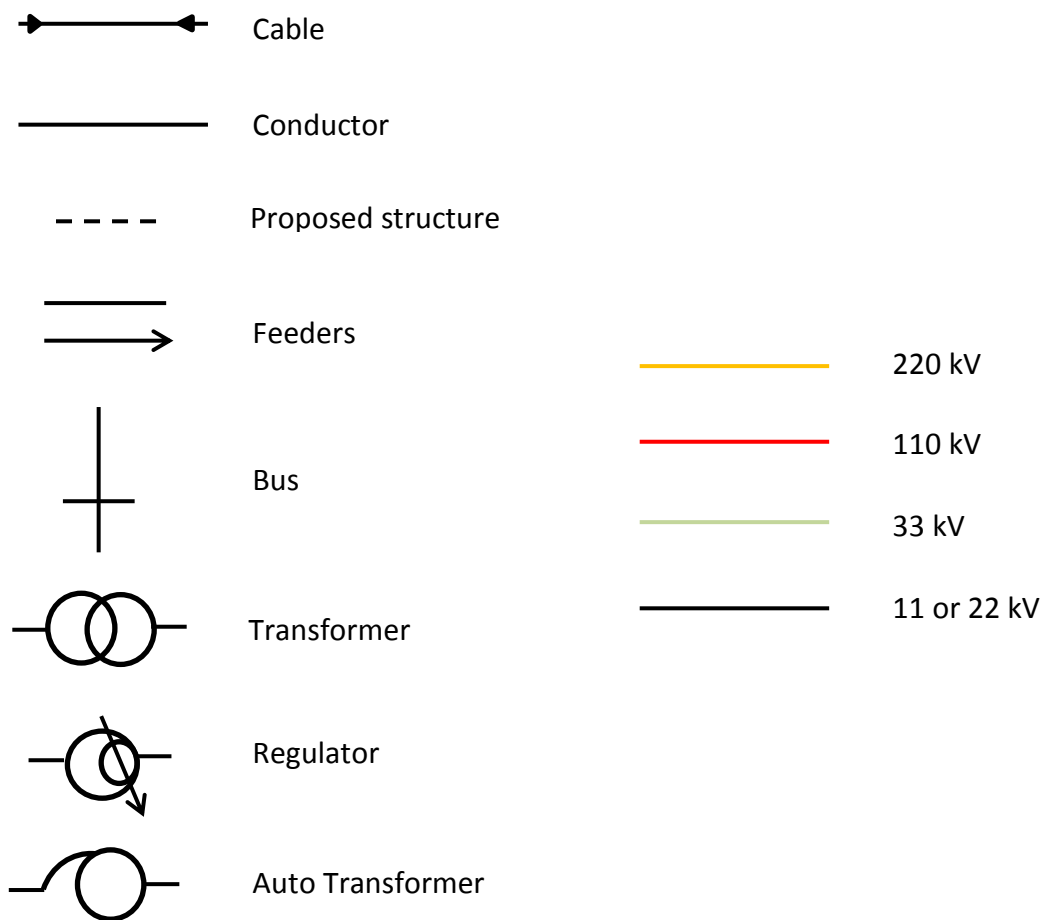 Cable
Conductor
Proposed structure
Feeders
220 kV
110 kV
Bus
33 kV
11 or 22 kV
Transformer
Regulator
Auto Transformer